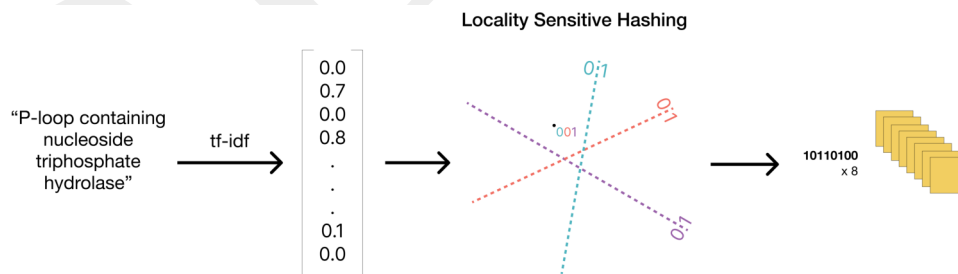 Locality Sensitive Hashing
“P-loop containing
nucleoside
triphosphate
hydrolase”
tf-idf
0.0
0.7
0.0
0.8
.
.
.
0.1
0.0
0:1
0:1
0:1
001
10110100
x 8